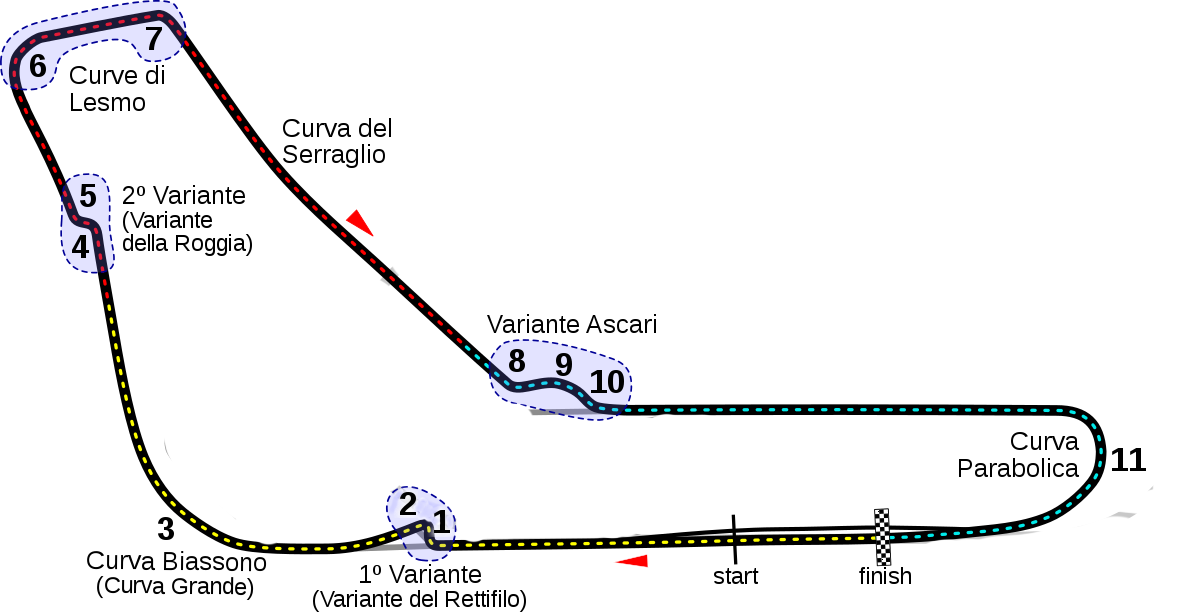 7
6
Curve di
Lesmo
Curva del
Serraglio
5
2º Variante
(Variante
della Roggia)
4
Variante Ascari
8
9
10
Curva
Parabolica
11
2
1
3
Curva Biassono
(Curva Grande)
1º Variante
(Variante del Rettifilo)
start
finish